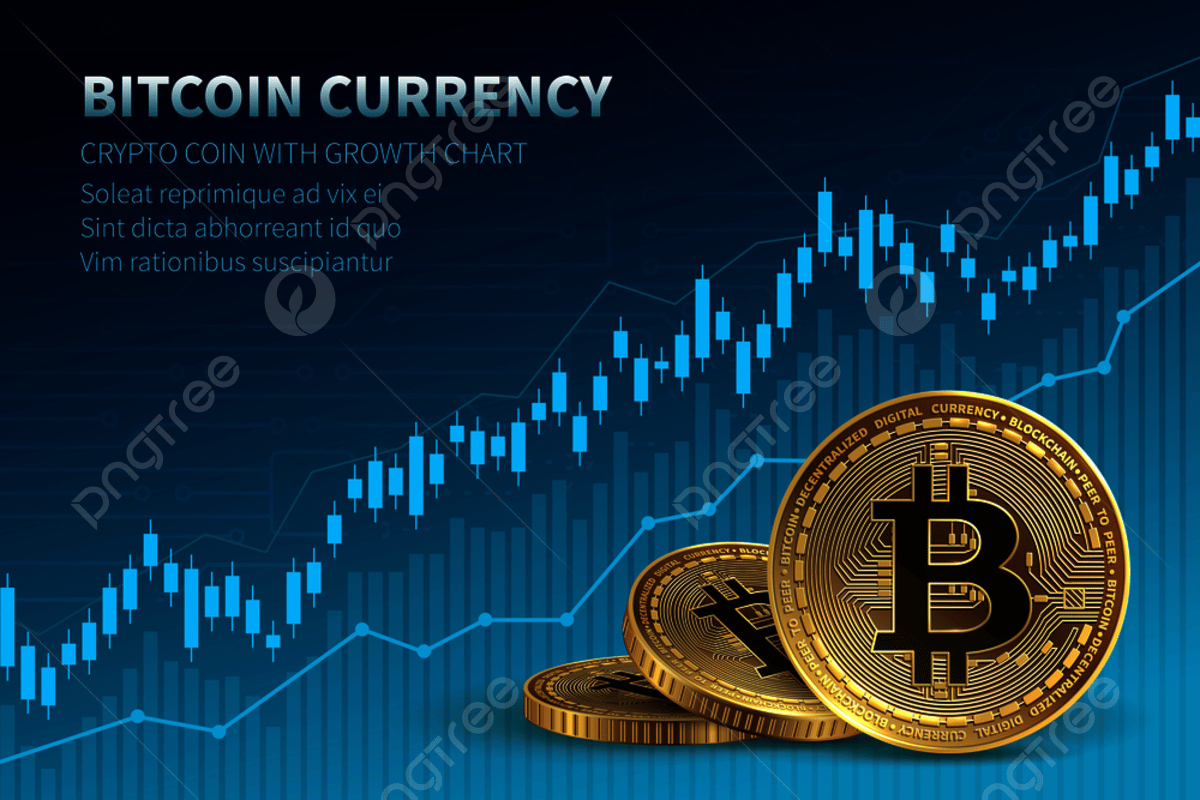 BITCOIN CURRENCY
CRYPTO COIN WITH GROWTH CHART
Soleat reprimique ad vix ei
Sint dicta abhorreant id quo
Vim rationibus suscipiantur
pngtree
pngtree
pngtree
pngtree
pngtree
pngtree
pngtree
DECENTRALIZED DIGITAL CURRENCY • BLOCKCHAIN • PEER TO PEER • BITCOIN • DECENTRALIZED DIGITAL CURRENCY • BLOCKCHAIN • PEER TO PEER • BITCOIN •
DECENTRALIZED DIGITAL CURRENCY •